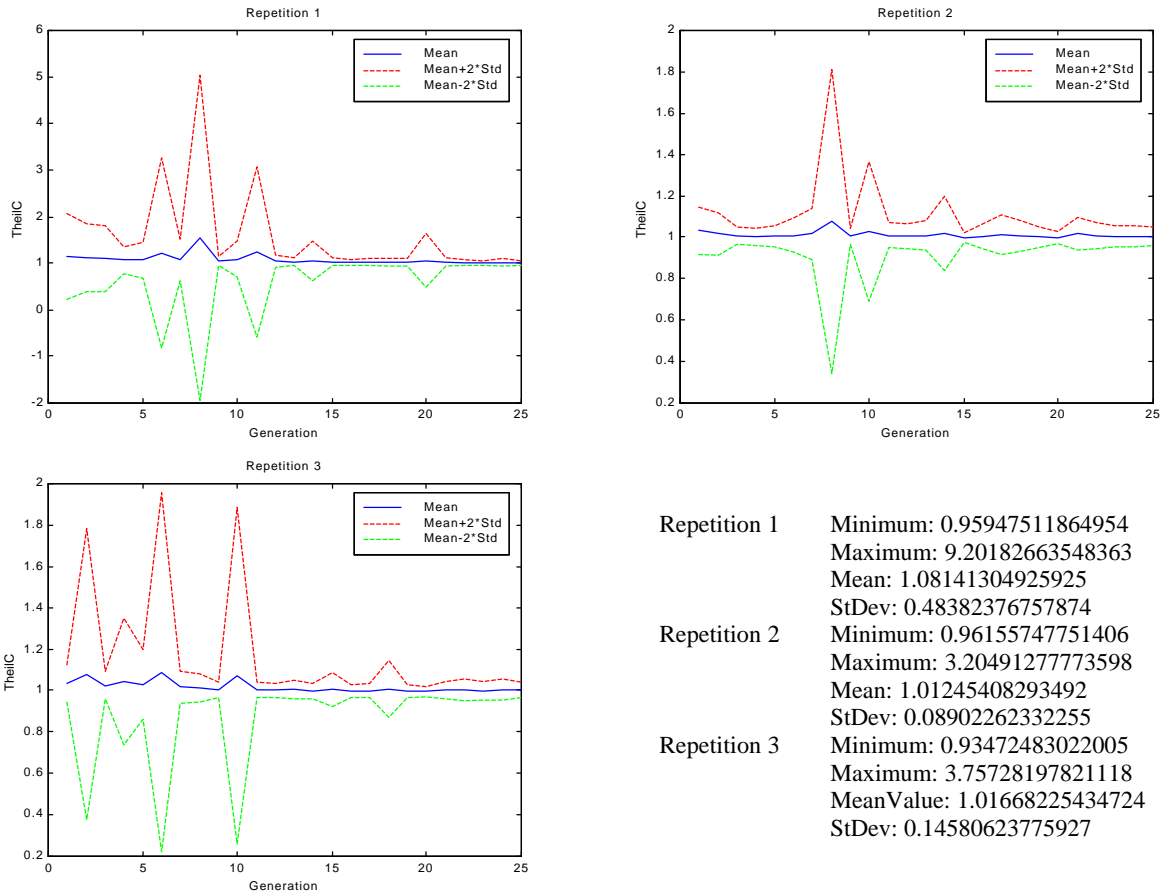 Repetition 1
6
5
4
3
2
1
0
-1
-2
TheilC
0 5 10 15 20 25
Generation
Mean
Mean+2*Std
Mean-2*Std
Repetition 2
2
1.8
1.6
1.4
1.2
1
0.8
0.6
0.4
0.2
TheilC
0 5 10 15 20 25
Generation
Mean
Mean+2*Std
Mean-2*Std
Repetition 3
2
1.8
1.6
1.4
1.2
1
0.8
0.6
0.4
0.2
TheilC
0 5 10 15 20 25
Generation
Mean
Mean+2*Std
Mean-2*Std
Repetition 1 Minimum: 0.95947511864954
Maximum: 9.20182663548363
Mean: 1.08141304925925
StDev: 0.48382376757874
Repetition 2 Minimum: 0.96155747751406
Maximum: 3.20491277773598
Mean: 1.01245408293492
StDev: 0.08902262332255
Repetition 3 Minimum: 0.93472483022005
Maximum: 3.75728197821118
MeanValue: 1.01668225434724
StDev: 0.14580623775927